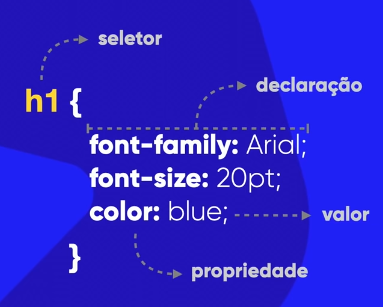 seletor
declaração
h1 {
font-family: Arial;
font-size: 20pt;
color: blue;
valor
}
propriedade